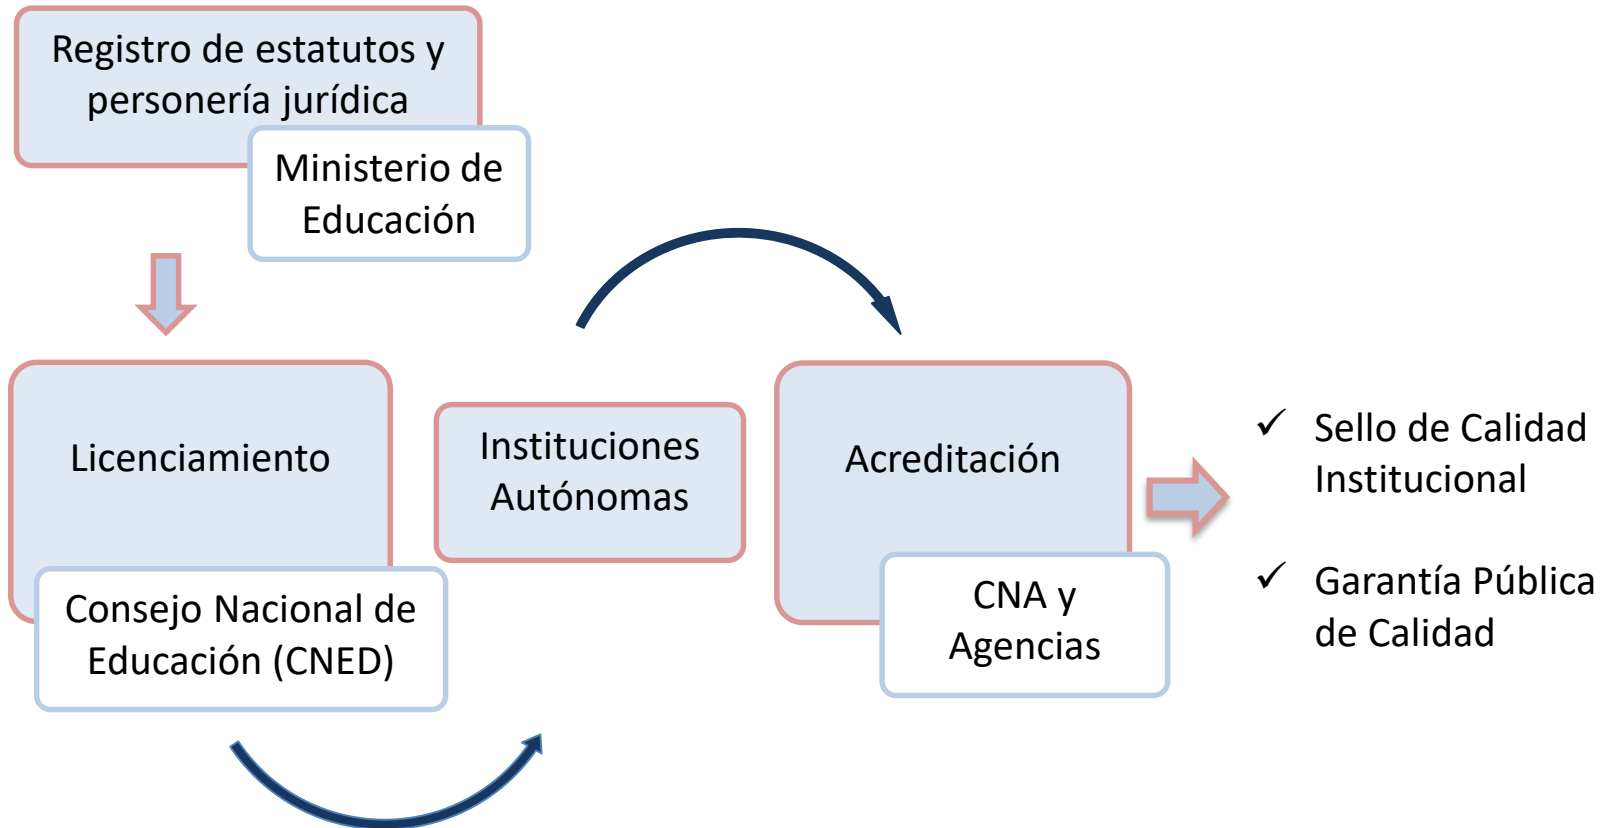 Registro de estatutos y
personería jurídica
Ministerio de
Educación
Licenciamiento
Consejo Nacional de
Educación (CNED)
Instituciones
Autónomas
Acreditación
CNA y
Agencias
✓ Sello de Calidad
Institucional
✓ Garantía Pública
de Calidad